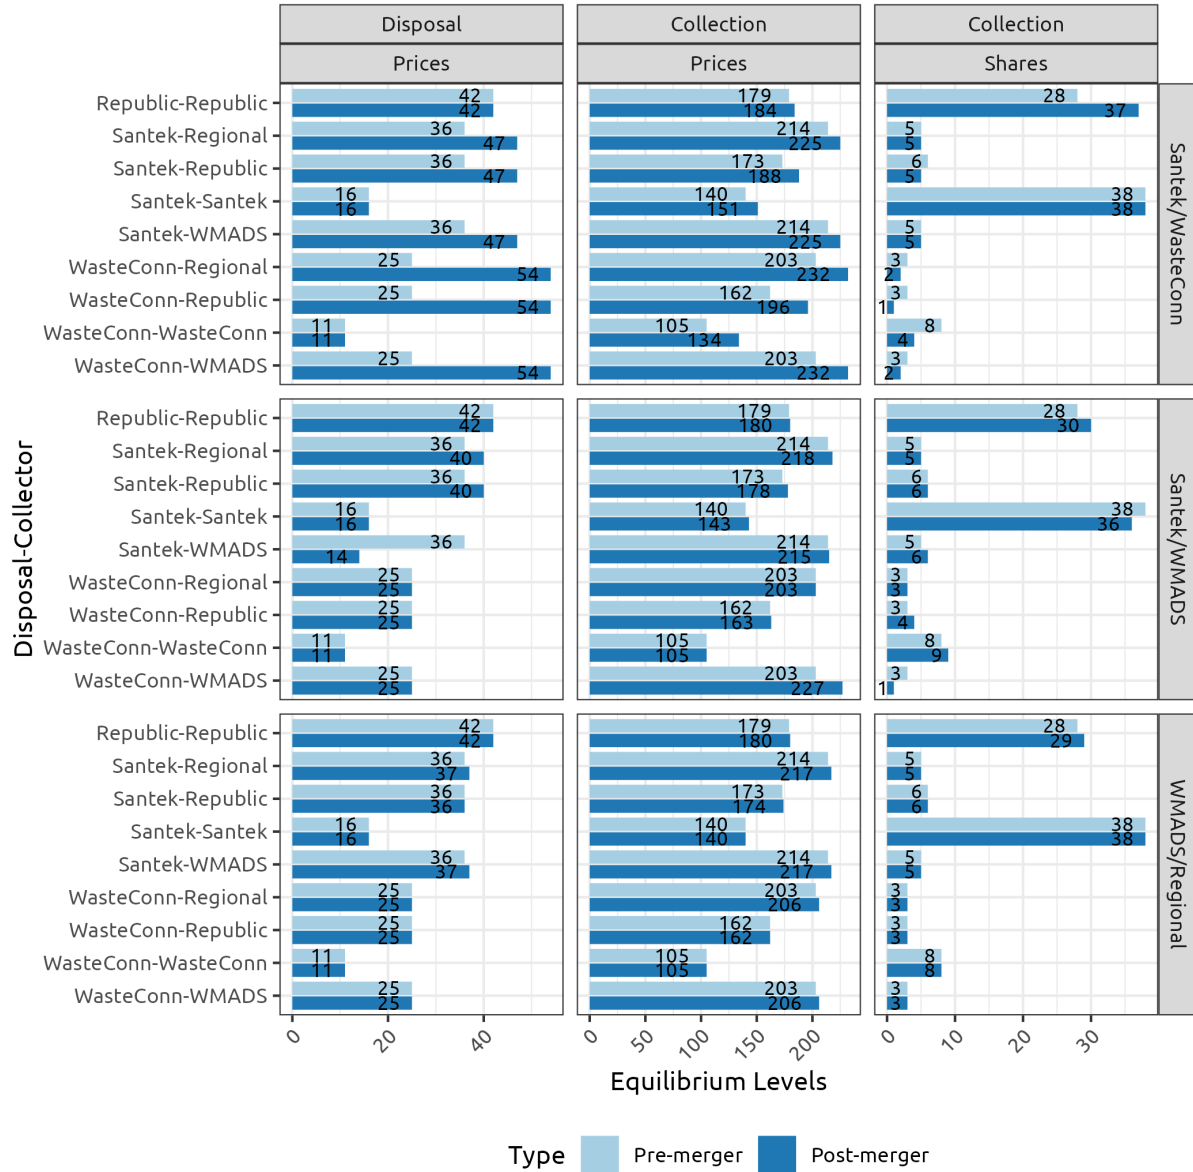 Disposal Collection Collection
Prices Prices Shares
Disposal-Collector
Santek/WasteConn
Republic-Republic 42 179 28
42 184 37
Santek-Regional 36 214 5
47 225 5
Santek-Republic 36 173 6
47 188 5
Santek-Santek 16 140 38
16 151 38
Santek-WMADS 36 214 5
47 225 5
WasteConn-Regional 25 203 3
54 232 2
WasteConn-Republic 25 162 3
54 196 1
WasteConn-WasteConn 11 105 8
11 134 4
WasteConn-WMADS 25 203 3
54 232 2
Santek/WMADS
Republic-Republic 42 179 28
42 180 30
Santek-Regional 36 214 5
40 218 5
Santek-Republic 36 173 6
40 178 6
Santek-Santek 16 140 38
16 143 36
Santek-WMADS 36 214 5
14 215 6
WasteConn-Regional 25 203 3
25 203 3
WasteConn-Republic 25 162 3
25 163 4
WasteConn-WasteConn 11 105 8
11 105 9
WasteConn-WMADS 25 203 3
25 227 1
WMADS/Regional
Republic-Republic 42 179 28
42 180 29
Santek-Regional 36 214 5
37 217 5
Santek-Republic 36 173 6
36 174 6
Santek-Santek 16 140 38
16 140 38
Santek-WMADS 36 214 5
37 217 5
WasteConn-Regional 25 203 3
25 206 3
WasteConn-Republic 25 162 3
25 162 3
WasteConn-WasteConn 11 105 8
11 105 8
WasteConn-WMADS 25 203 3
25 206 3
0 20 40 0 50 100 150 200 0 10 20 30
Equilibrium Levels
Type Pre-merger Post-merger